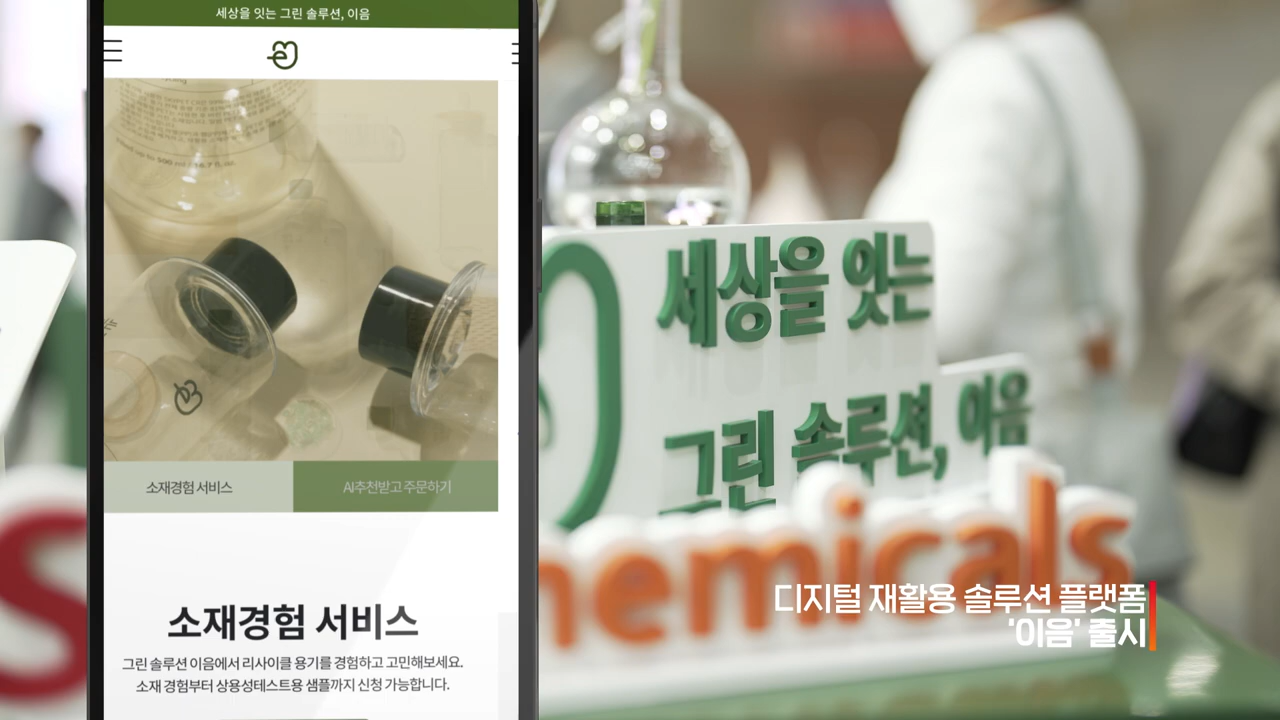 세상을 잇는 그린 솔루션, 이음
소재경험 서비스
AI추천받고 주문하기
소재경험 서비스
그린 솔루션 이음에서 리사이클 용기를 경험하고 고민해보세요.
소재 경험부터 상용성테스트용 샘플까지 신청 가능합니다.
세상을 잇는
그린 솔루션, 이음
hemicals
S
디지털 재활용 솔루션 플랫폼
'이음' 출시